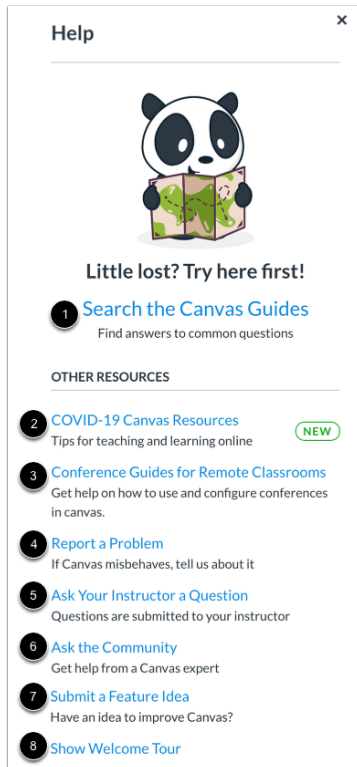 Help
×
Little lost? Try here first!
1 Search the Canvas Guides
Find answers to common questions
OTHER RESOURCES
2 COVID-19 Canvas Resources
NEW
Tips for teaching and learning online
3 Conference Guides for Remote Classrooms
Get help on how to use and configure conferences
in canvas.
4 Report a Problem
If Canvas misbehaves, tell us about it
5 Ask Your Instructor a Question
Questions are submitted to your instructor
6 Ask the Community
Get help from a Canvas expert
7 Submit a Feature Idea
Have an idea to improve Canvas?
8 Show Welcome Tour